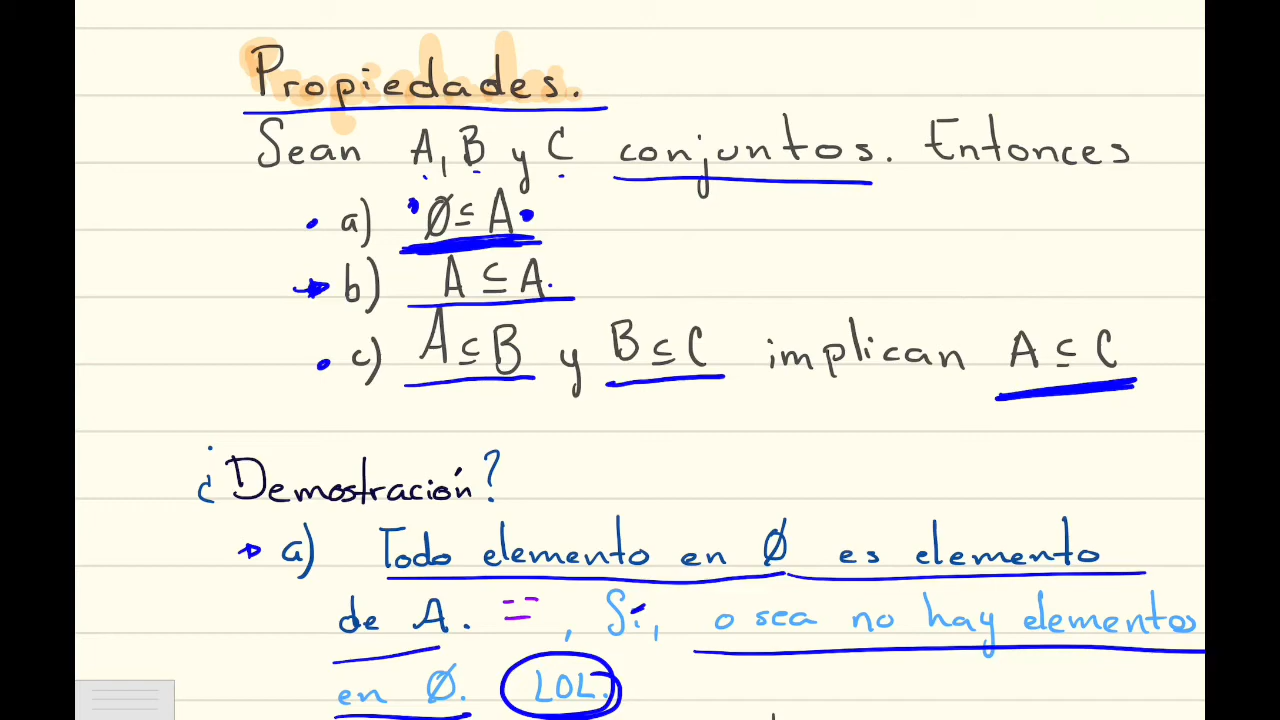 Propiedades.
Sean A, B y C conjuntos. Entonces
a) ∅ ⊆ A
b) A ⊆ A.
c) A ⊆ B y B ⊆ C implican A ⊆ C
¿Demostración?
a) Todo elemento en ∅ es elemento
de A. = , Sí, o sea no hay elementos
en ∅. LOL.